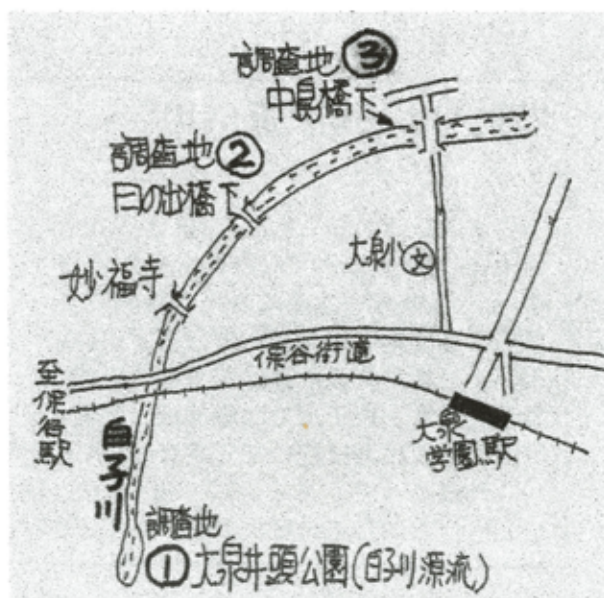 調査地③
中島橋下
調査地②
日の出橋下
妙福寺
大泉小文
保谷街道
至保谷駅
大泉
学園駅
白子川
調査地
①大泉井頭公園(白子川源流)